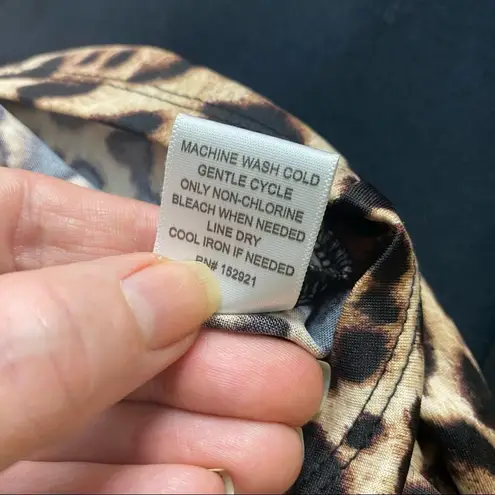 MACHINE WASH COLD
GENTLE CYCLE
ONLY NON-CHLORINE
BLEACH WHEN NEEDED
LINE DRY
COOL IRON IF NEEDED
RN# 152921